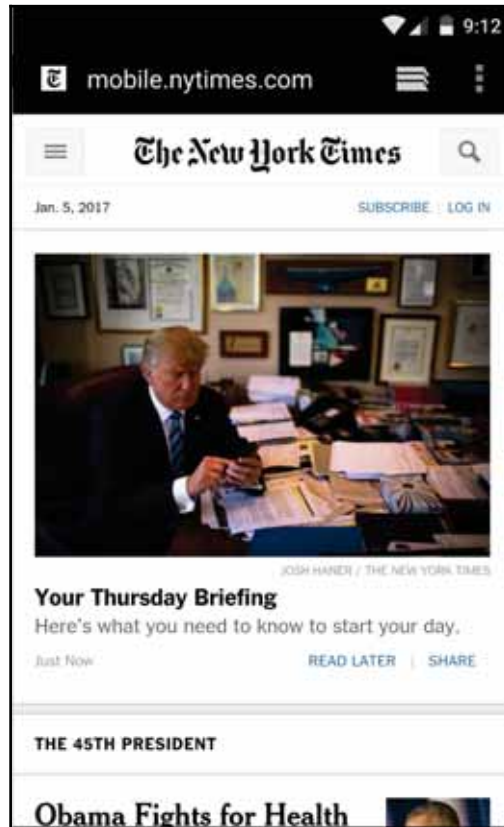 9:12
mobile.nytimes.com
The New York Times
Jan. 5, 2017
SUBSCRIBE LOG IN
JOSH HANER / THE NEW YORK TIMES
Your Thursday Briefing
Here's what you need to know to start your day.
Just Now
READ LATER | SHARE
THE 45TH PRESIDENT
Obama Fights for Health